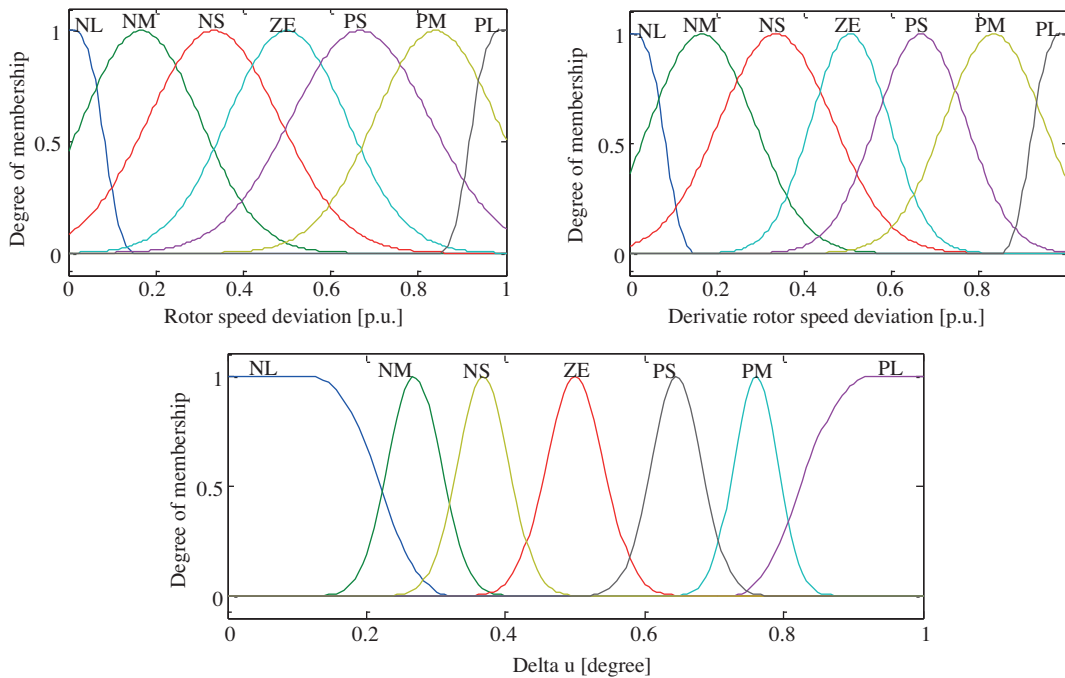 NL NM NS ZE PS PM PL
1
0.5
0
Degree of membership
0 0.2 0.4 0.6 0.8 1
Rotor speed deviation [p.u.]
NL NM NS ZE PS PM PL
1
0.5
0
Degree of membership
0 0.2 0.4 0.6 0.8
Derivatie rotor speed deviation [p.u.]
NL NM NS ZE PS PM PL
1
0.5
0
Degree of membership
0 0.2 0.4 0.6 0.8 1
Delta u [degree]